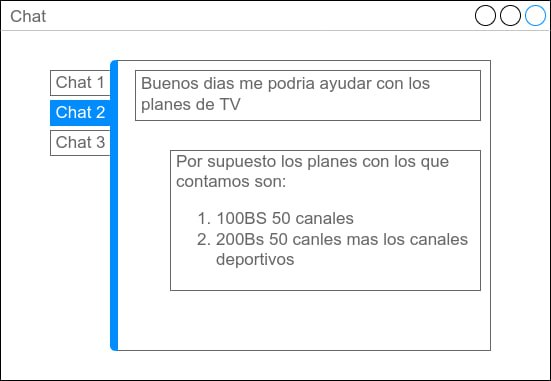 Chat
Chat 1
Chat 2
Chat 3
Buenos dias me podria ayudar con los
planes de TV
Por supuesto los planes con los que
contamos son:
1. 100BS 50 canales
2. 200Bs 50 canles mas los canales
deportivos